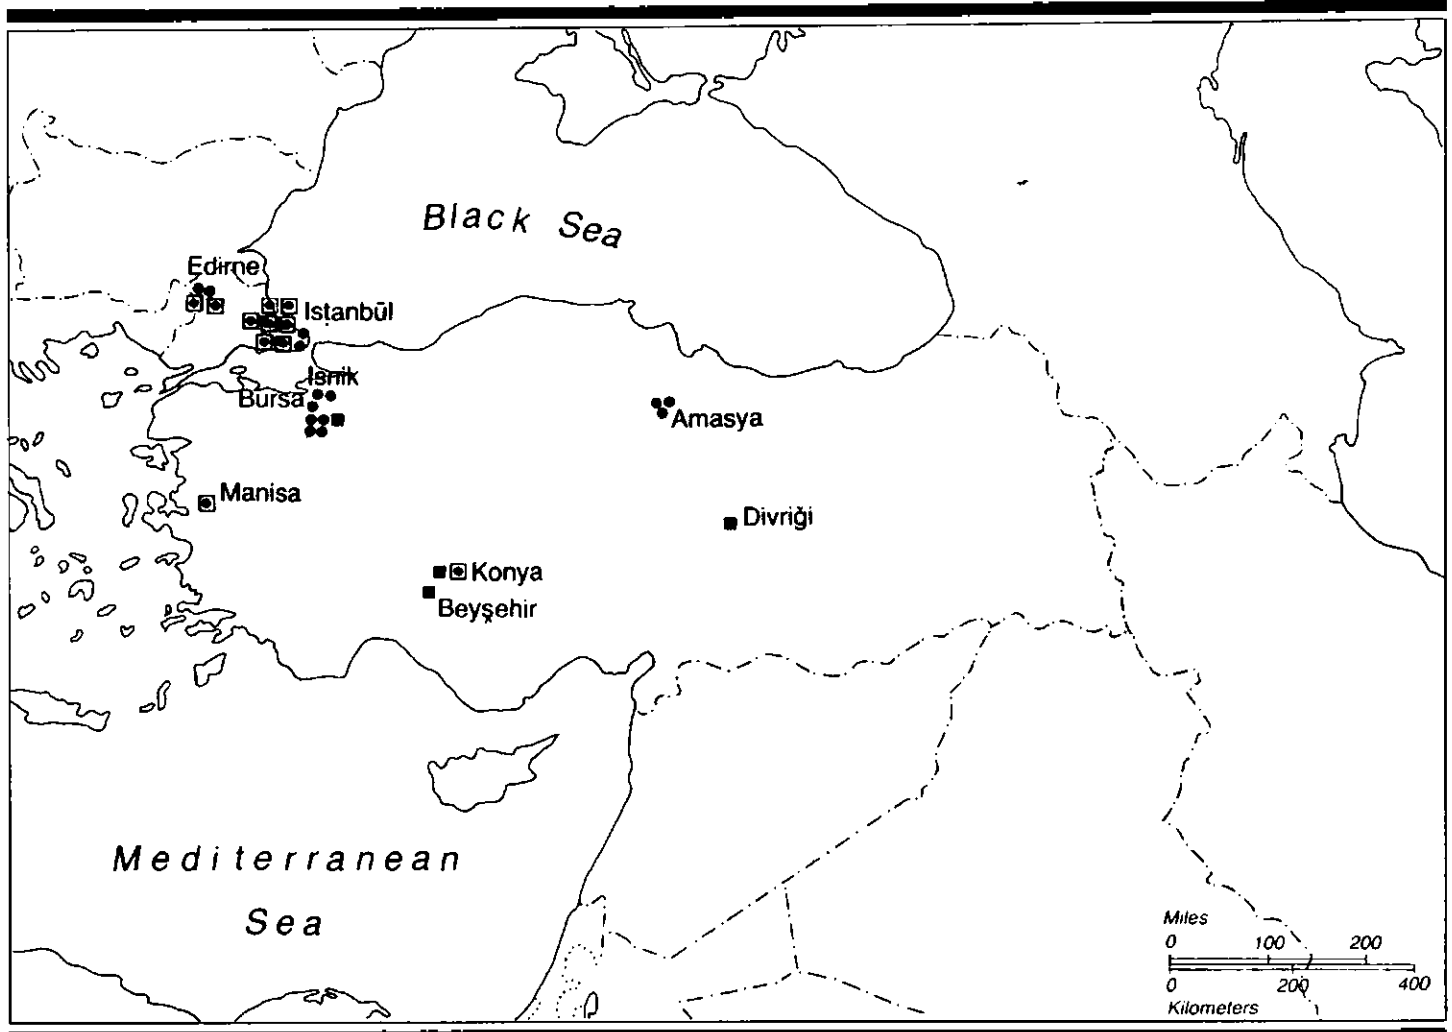 Black Sea
Edirne
Istanbūl
Isnik
Bursa
Amasya
Manisa
Divriği
Konya
Beyşehir
Mediterranean
Sea
Miles
0 100 200
0 200 400
Kilometers